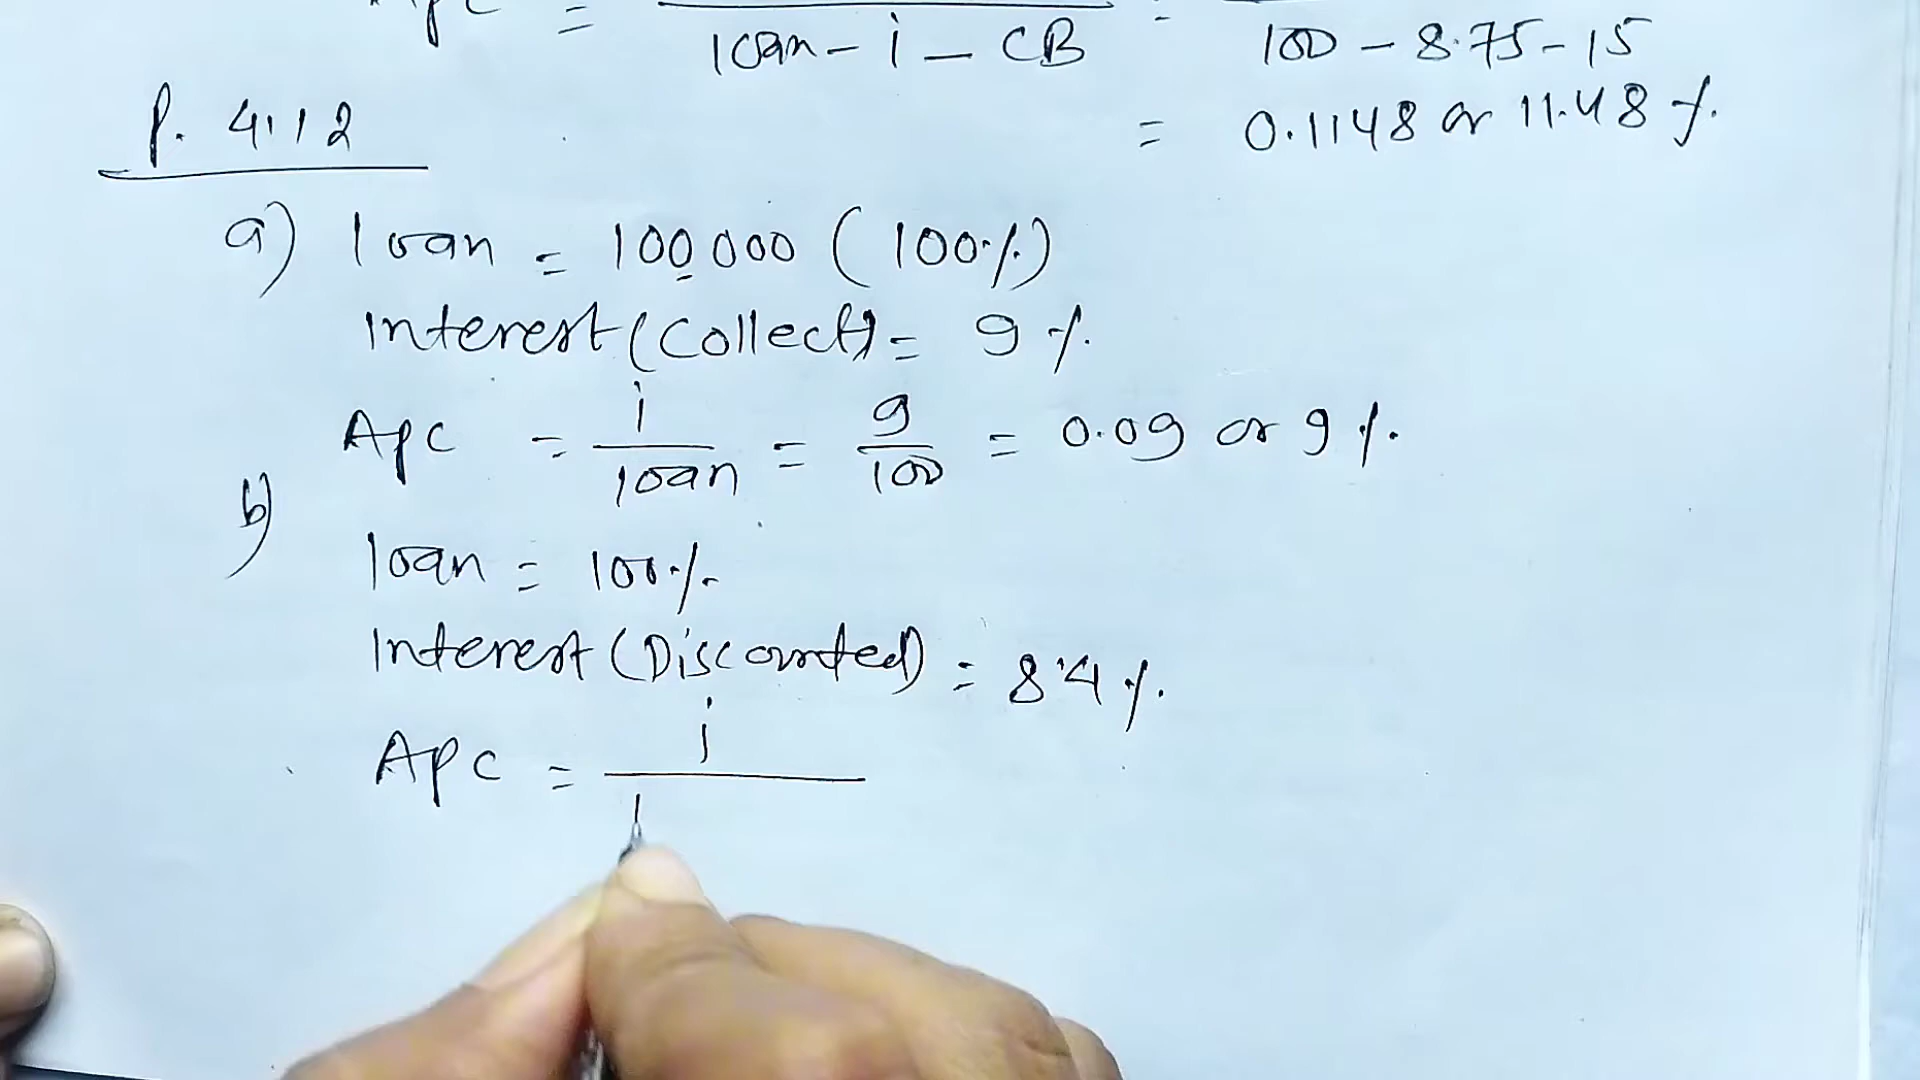 = loan - i - CB = 100 - 8.75 - 15
= 0.1148 or 11.48 %
P. 4.12
a) loan = 100,000 (100%)
Interest (Collect) = 9 %
APC = i / loan = 9 / 100 = 0.09 or 9 %
b)
loan = 100%
Interest (Discounted) = 8.4 %
APC = i / l